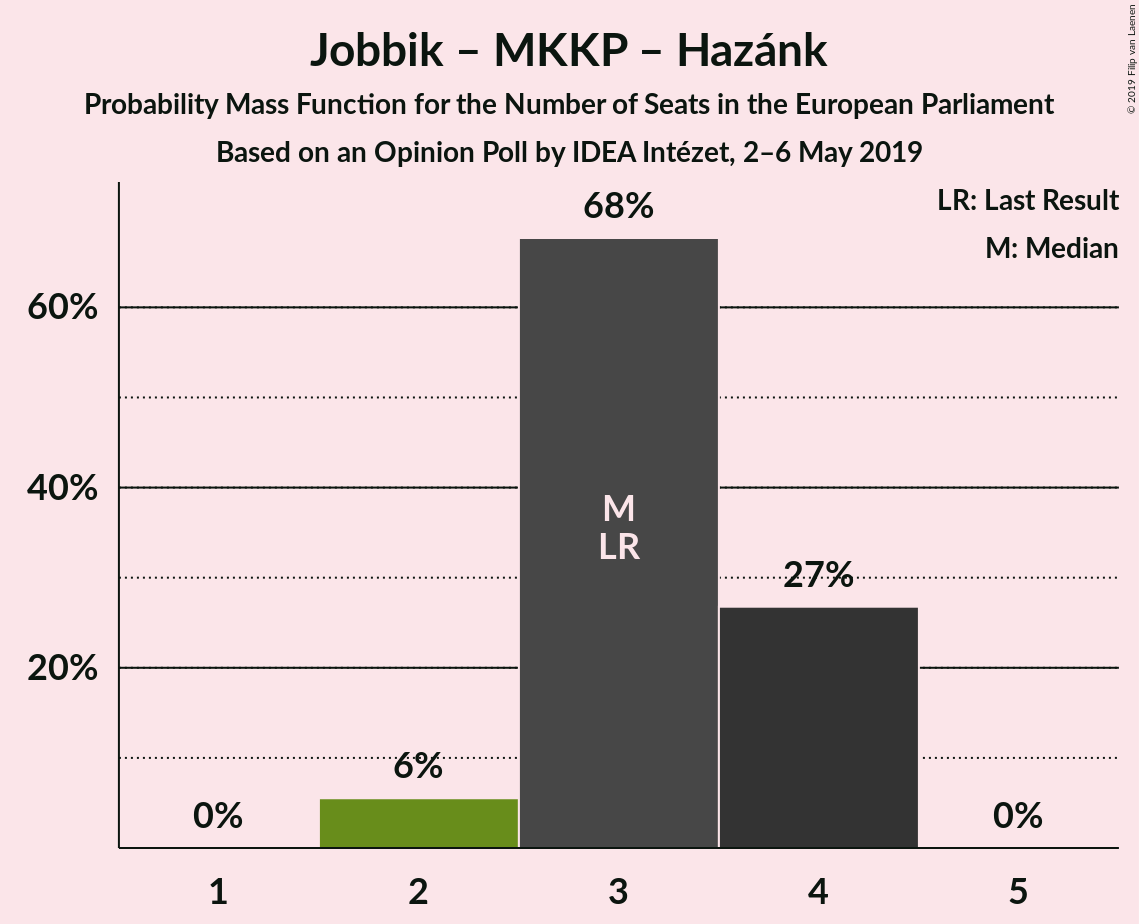 Jobbik – MKKP – Hazánk
Probability Mass Function for the Number of Seats in the European Parliament
Based on an Opinion Poll by IDEA Intézet, 2–6 May 2019
© 2019 Filip van Laenen
LR: Last Result
M: Median
60%
40%
20%
0%
6%
68%
M
LR
27%
0%
1
2
3
4
5